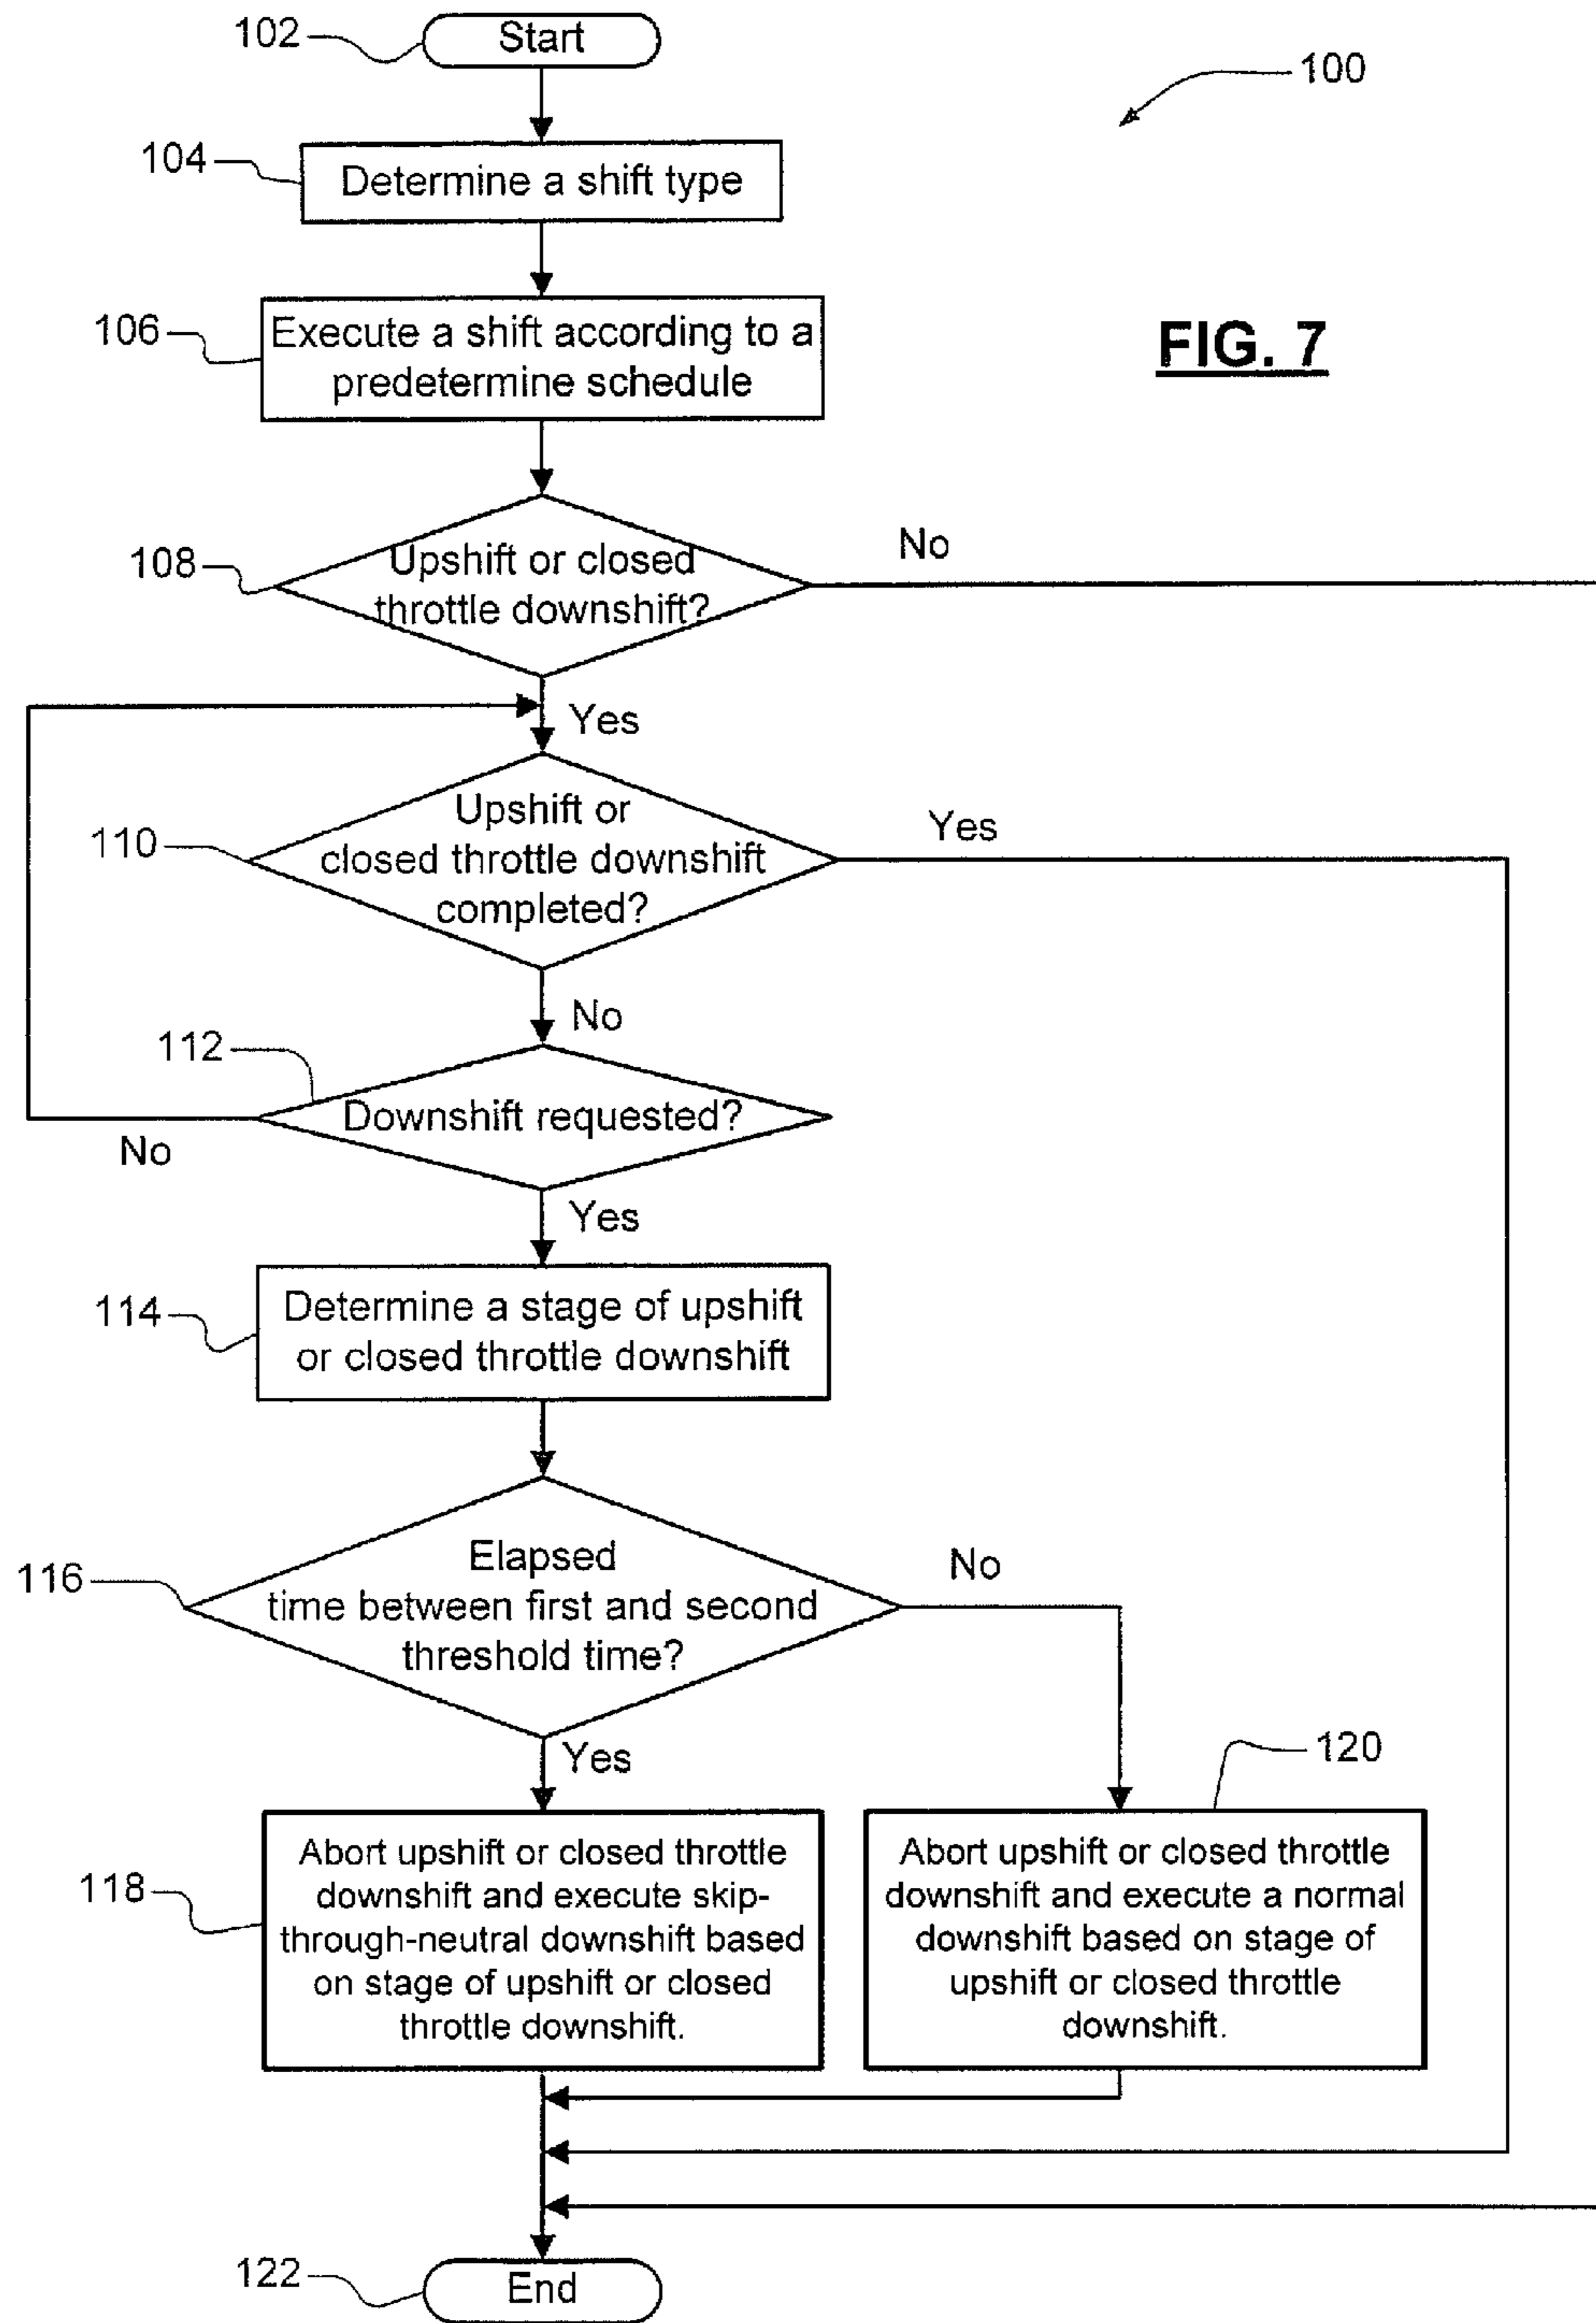 102
Start
100
104
Determine a shift type
106
Execute a shift according to a
predetermine schedule
FIG. 7
108
Upshift or closed
throttle downshift?
No
Yes
110
Upshift or
closed throttle downshift
completed?
Yes
No
112
Downshift requested?
No
Yes
114
Determine a stage of upshift
or closed throttle downshift
116
Elapsed
time between first and second
threshold time?
No
Yes
120
118
Abort upshift or closed throttle
downshift and execute skip-
through-neutral downshift based
on stage of upshift or closed
throttle downshift.
Abort upshift or closed throttle
downshift and execute a normal
downshift based on stage of
upshift or closed throttle
downshift.
122
End